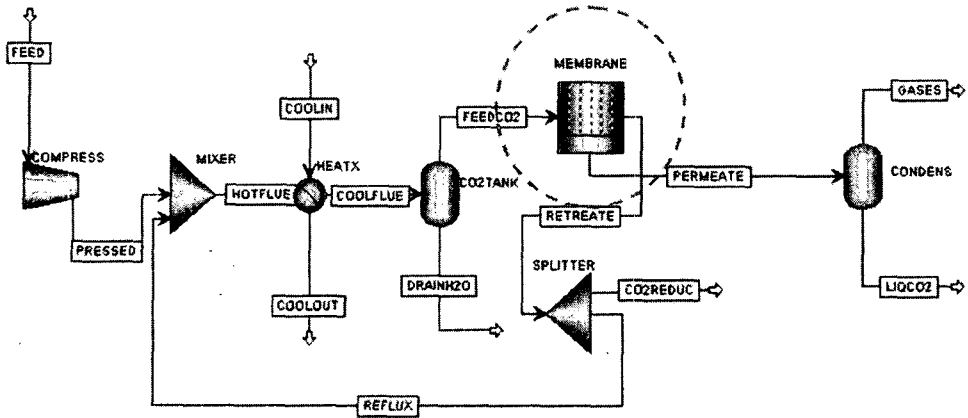 FEED
COMPRESS
PRESSED
MIXER
HOTFLUE
COOLIN
HEATX
COOLOUT
COOLFLUE
CO2TANK
FEEDCO2
DRAINH2O
MEMBRANE
RETREATE
PERMEATE
SPLITTER
CO2REDUC
REFLUX
GASES
CONDENS
LIQCO2